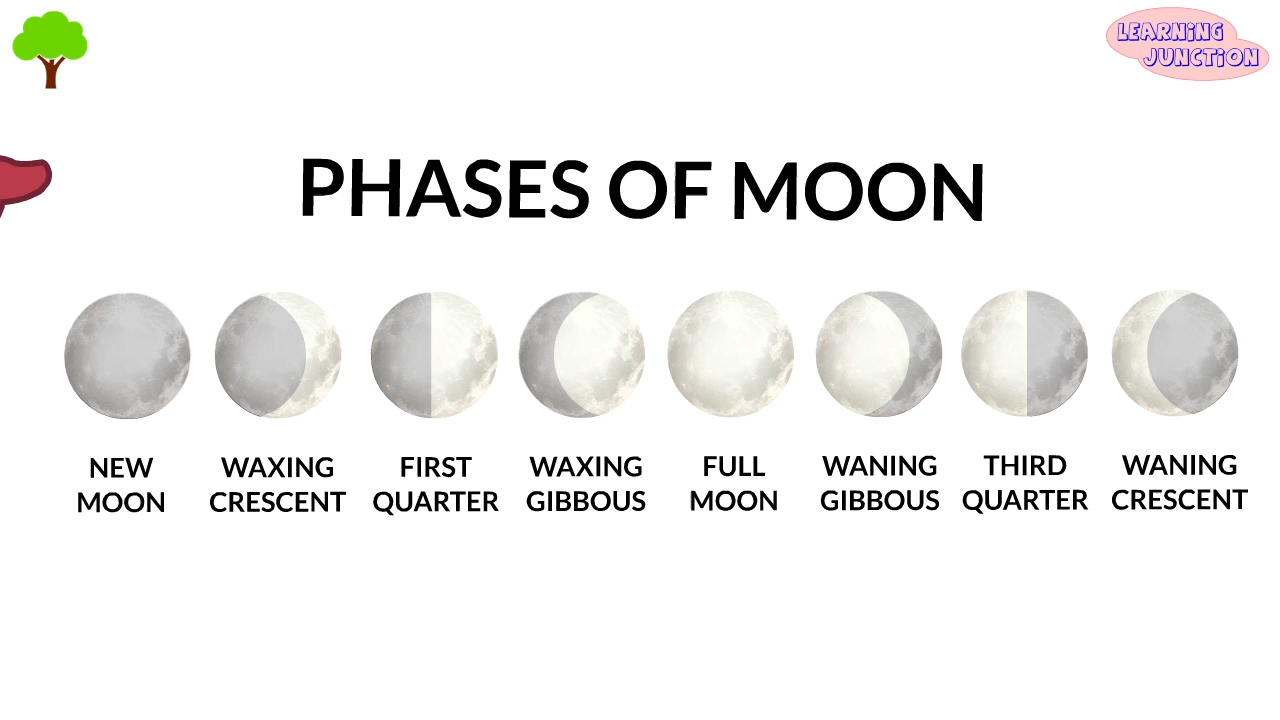 LEARNING
JUNCTION
PHASES OF MOON
NEW
MOON
WAXING
CRESCENT
FIRST
QUARTER
WAXING
GIBBOUS
FULL
MOON
WANING
GIBBOUS
THIRD
QUARTER
WANING
CRESCENT